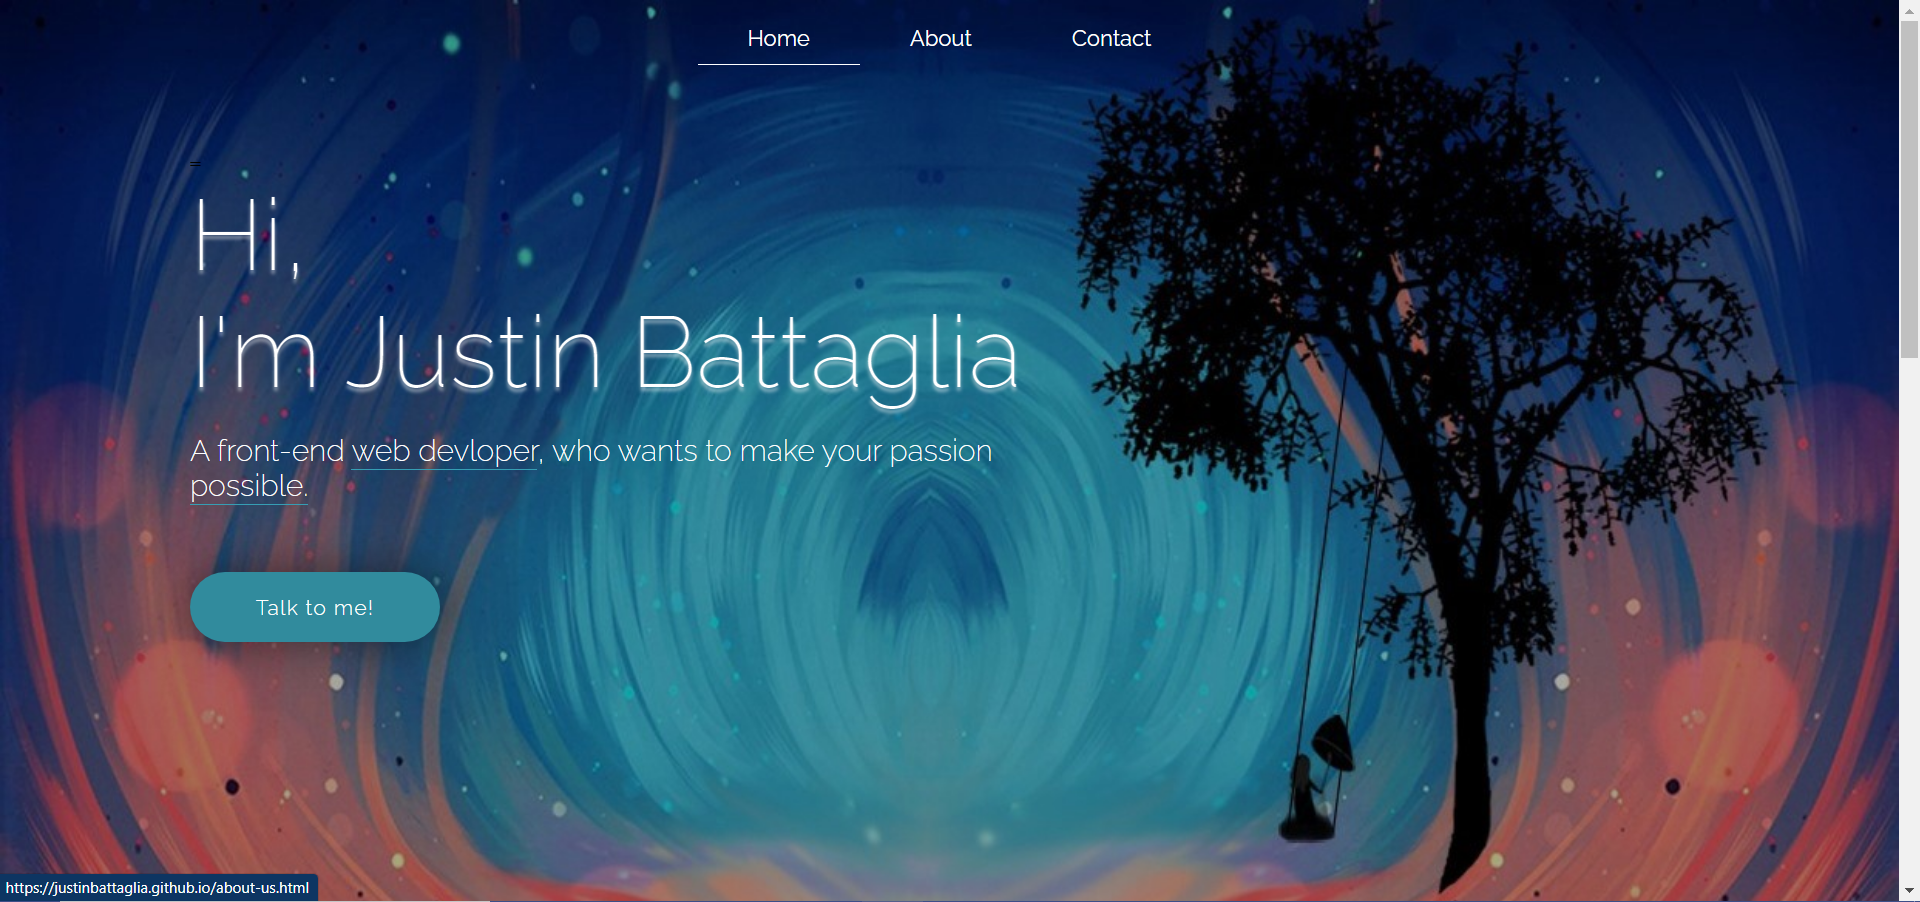 Home About Contact
=
Hi,
I'm Justin Battaglia
A front-end web devloper, who wants to make your passion
possible.
Talk to me!
https://justinbattaglia.github.io/about-us.html